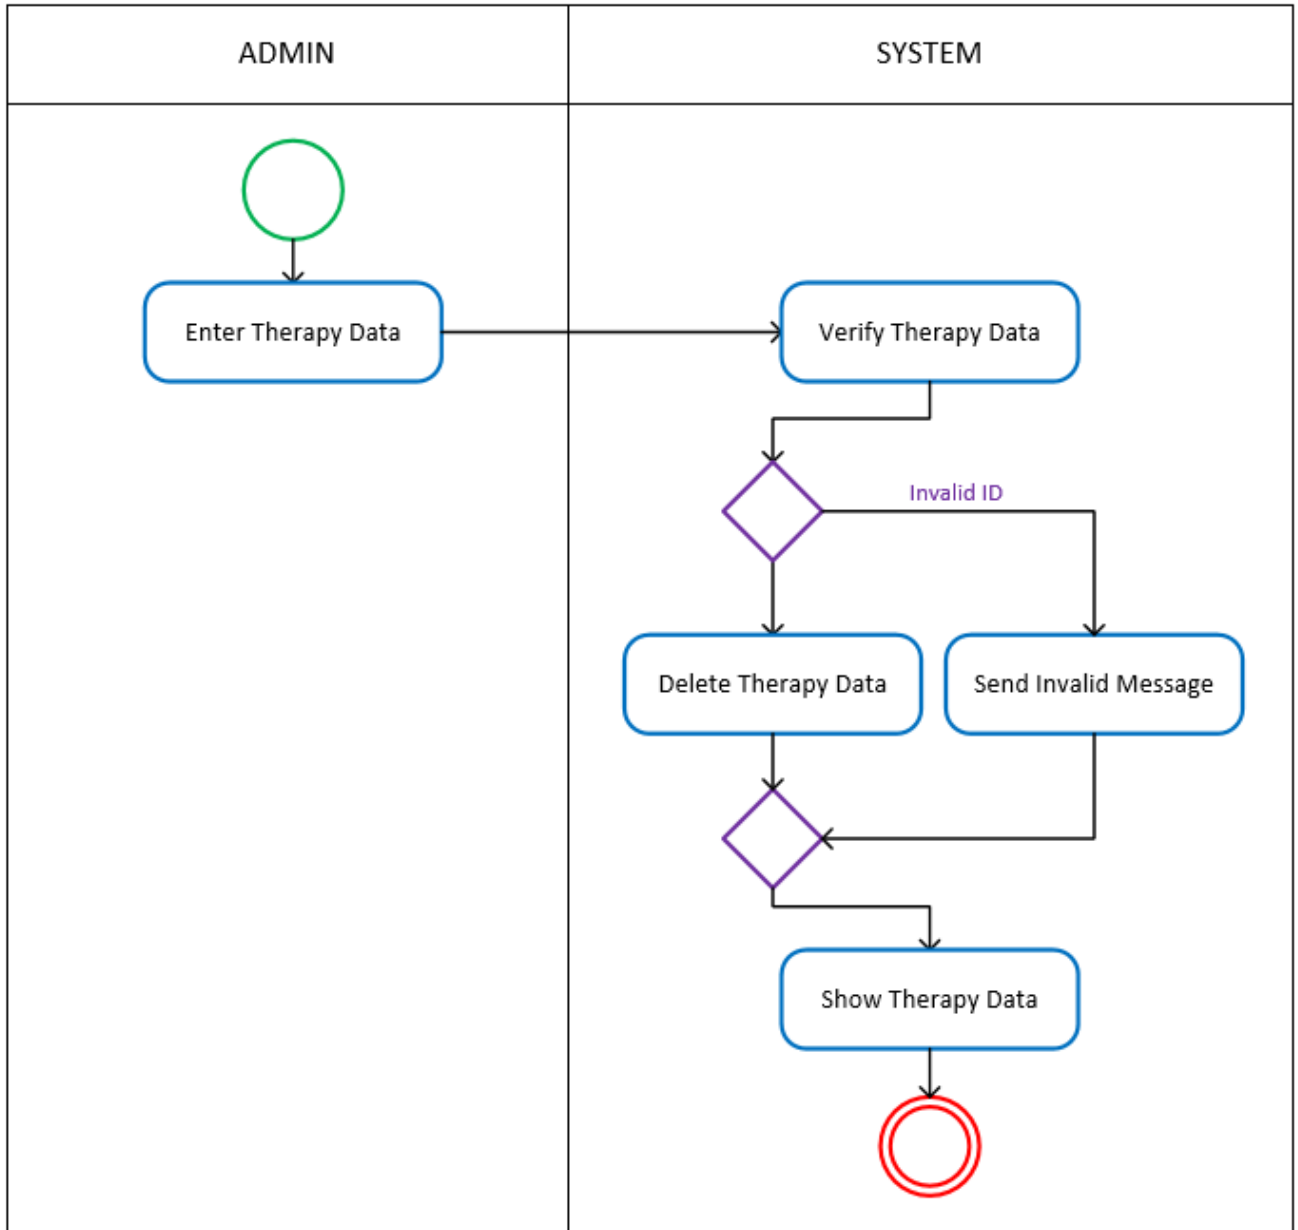 ADMIN
SYSTEM
Enter Therapy Data
Verify Therapy Data
Invalid ID
Delete Therapy Data
Send Invalid Message
Show Therapy Data